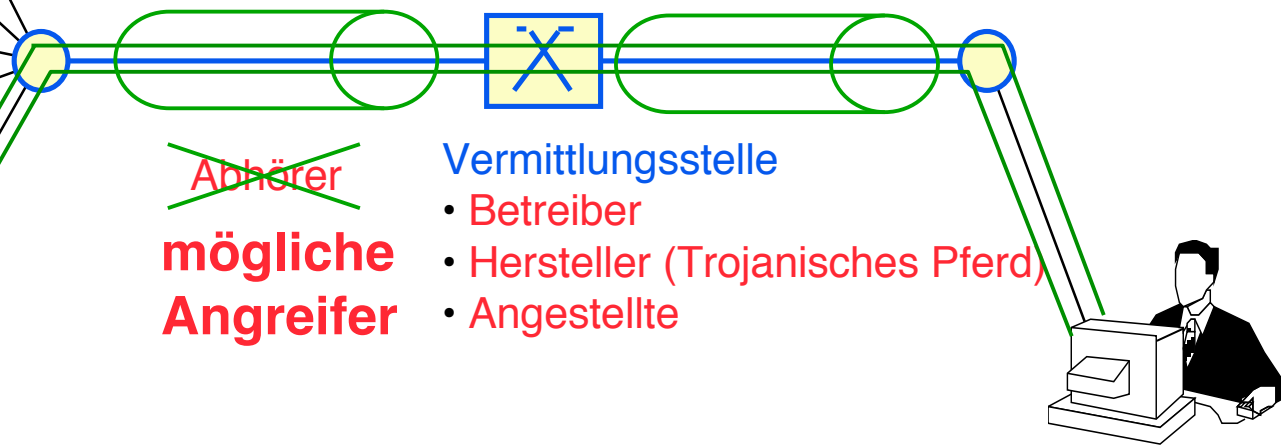 Abhörer
mögliche
Angreifer
Vermittlungsstelle
• Betreiber
• Hersteller (Trojanisches Pferd)
• Angestellte